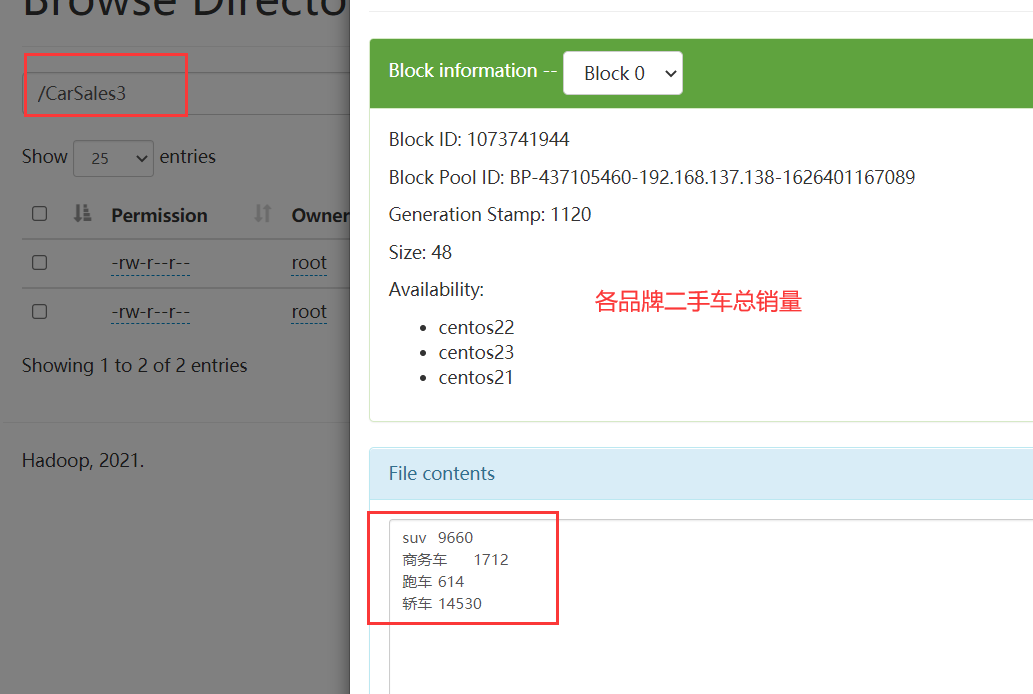 Browse Directo
/CarSales3
Show 25 entries
Permission Owner
-rw-r--r-- root
-rw-r--r-- root
Showing 1 to 2 of 2 entries
Hadoop, 2021.
Block information -- Block 0
Block ID: 1073741944
Block Pool ID: BP-437105460-192.168.137.138-1626401167089
Generation Stamp: 1120
Size: 48
Availability:
各品牌二手车总销量
centos22
centos23
centos21
File contents
suv 9660
商务车 1712
跑车 614
轿车 14530